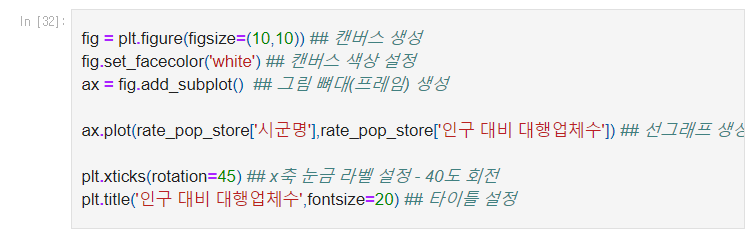 In [32]:
fig = plt.figure(figsize=(10,10)) ## 캔버스 생성
fig.set_facecolor('white') ## 캔버스 색상 설정
ax = fig.add_subplot() ## 그림 뼈대(프레임) 생성
ax.plot(rate_pop_store['시군명'],rate_pop_store['인구 대비 대행업체수']) ## 선그래프 생성
plt.xticks(rotation=45) ## x축 눈금 라벨 설정 - 40도 회전
plt.title('인구 대비 대행업체수',fontsize=20) ## 타이틀 설정